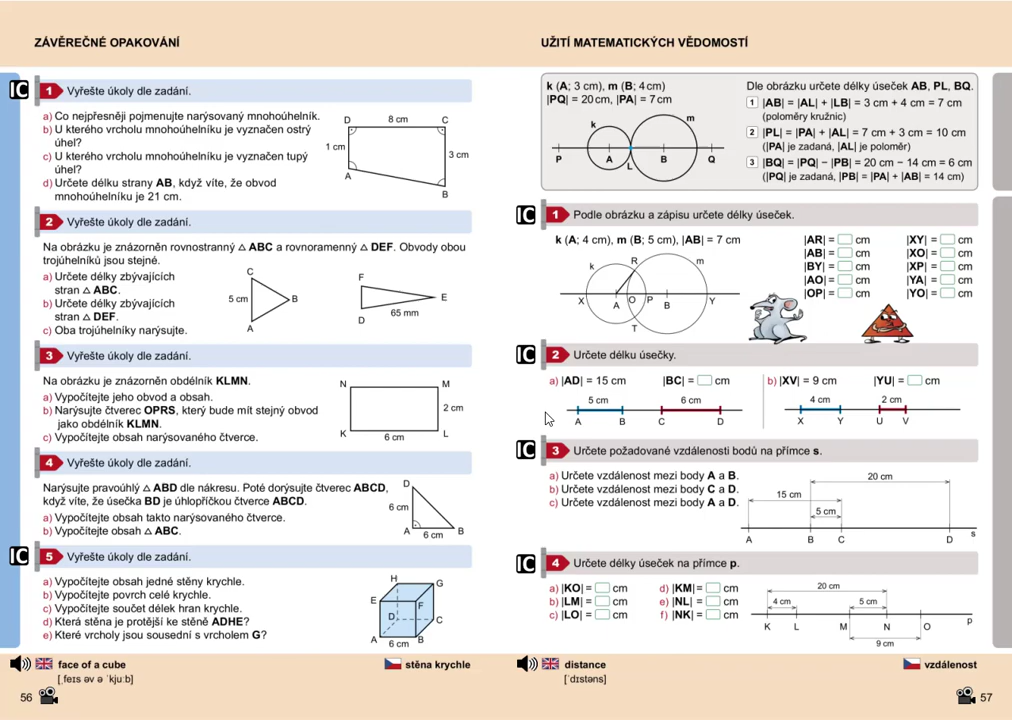 ZÁVĚREČNÉ OPAKOVÁNÍ
1 Vyřešte úkoly dle zadání.
a) Co nejpřesněji pojmenujte narýsovaný mnohoúhelník.
b) U kterého vrcholu mnohoúhelníku je vyznačen ostrý
úhel?
c) U kterého vrcholu mnohoúhelníku je vyznačen tupý
úhel?
d) Určete délku strany AB, když víte, že obvod
mnohoúhelníku je 21 cm.
D 8 cm C
1 cm
3 cm
A
B
2 Vyřešte úkoly dle zadání.
Na obrázku je znázorněn rovnostranný △ ABC a rovnoramenný △ DEF. Obvody obou
trojúhelníků jsou stejné.
a) Určete délky zbývajících
stran △ ABC.
b) Určete délky zbývajících
stran △ DEF.
c) Oba trojúhelníky narýsujte.
C
5 cm B
A
F
E
65 mm
D
3 Vyřešte úkoly dle zadání.
Na obrázku je znázorněn obdélník KLMN.
a) Vypočítejte jeho obvod a obsah.
b) Narýsujte čtverec OPRS, který bude mít stejný obvod
jako obdélník KLMN.
c) Vypočítejte obsah narýsovaného čtverce.
N M
2 cm
K 6 cm L
4 Vyřešte úkoly dle zadání.
Narýsujte pravoúhlý △ ABD dle nákresu. Poté dorýsujte čtverec ABCD,
když víte, že úsečka BD je úhlopříčkou čtverce ABCD.
a) Vypočítejte obsah takto narýsovaného čtverce.
b) Vypočítejte obsah △ ABC.
D
6 cm
A 6 cm B
IC
5 Vyřešte úkoly dle zadání.
a) Vypočítejte obsah jedné stěny krychle.
b) Vypočítejte povrch celé krychle.
c) Vypočítejte součet délek hran krychle.
d) Která stěna je protější ke stěně ADHE?
e) Které vrcholy jsou sousední s vrcholem G?
H G
E F
D C
A 6 cm B
face of a cube
[ˌfeɪs əv ə ˈkjuːb]
stěna krychle
56
IC
UŽITÍ MATEMATICKÝCH VĚDOMOSTÍ
k (A; 3 cm), m (B; 4 cm)
|PQ| = 20 cm, |PA| = 7 cm
k m
P A L B Q
Dle obrázku určete délky úseček AB, PL, BQ.
1 |AB| = |AL| + |LB| = 3 cm + 4 cm = 7 cm
(poloměry kružnic)
2 |PL| = |PA| + |AL| = 7 cm + 3 cm = 10 cm
(|PA| je zadaná, |AL| je poloměr)
3 |BQ| = |PQ| − |PB| = 20 cm − 14 cm = 6 cm
(|PQ| je zadaná, |PB| = |PA| + |AB| = 14 cm)
IC
1 Podle obrázku a zápisu určete délky úseček.
k (A; 4 cm), m (B; 5 cm), |AB| = 7 cm
k R m
X A O P B Y
T
|AR| = cm |XY| = cm
|AB| = cm |XO| = cm
|BY| = cm |XP| = cm
|AO| = cm |YA| = cm
|OP| = cm |YO| = cm
IC
2 Určete délku úsečky.
a) |AD| = 15 cm |BC| = cm
5 cm 6 cm
A B C D
b) |XV| = 9 cm |YU| = cm
4 cm 2 cm
X Y U V
IC
3 Určete požadované vzdálenosti bodů na přímce s.
a) Určete vzdálenost mezi body A a B.
b) Určete vzdálenost mezi body C a D.
c) Určete vzdálenost mezi body A a D.
20 cm
15 cm
5 cm
A B C D s
IC
4 Určete délky úseček na přímce p.
a) |KO| = cm d) |KM| = cm
b) |LM| = cm e) |NL| = cm
c) |LO| = cm f) |NK| = cm
20 cm
4 cm 5 cm
K L M N O p
9 cm
distance
[ˈdɪstəns]
vzdálenost
57